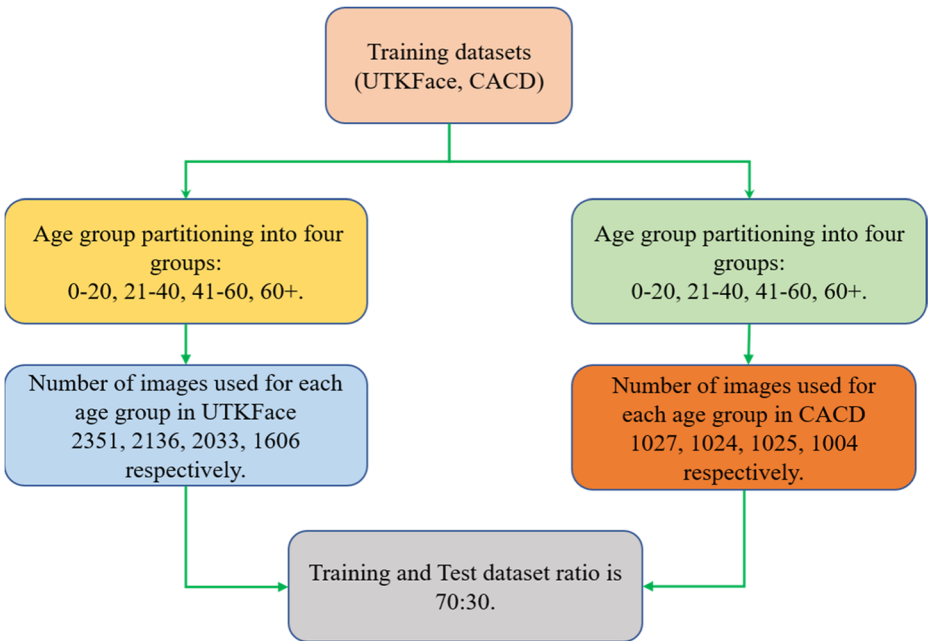 Training datasets
(UTKFace, CACD)
Age group partitioning into four
groups:
0-20, 21-40, 41-60, 60+.
Age group partitioning into four
groups:
0-20, 21-40, 41-60, 60+.
Number of images used for each
age group in UTKFace
2351, 2136, 2033, 1606
respectively.
Number of images used for
each age group in CACD
1027, 1024, 1025, 1004
respectively.
Training and Test dataset ratio is
70:30.